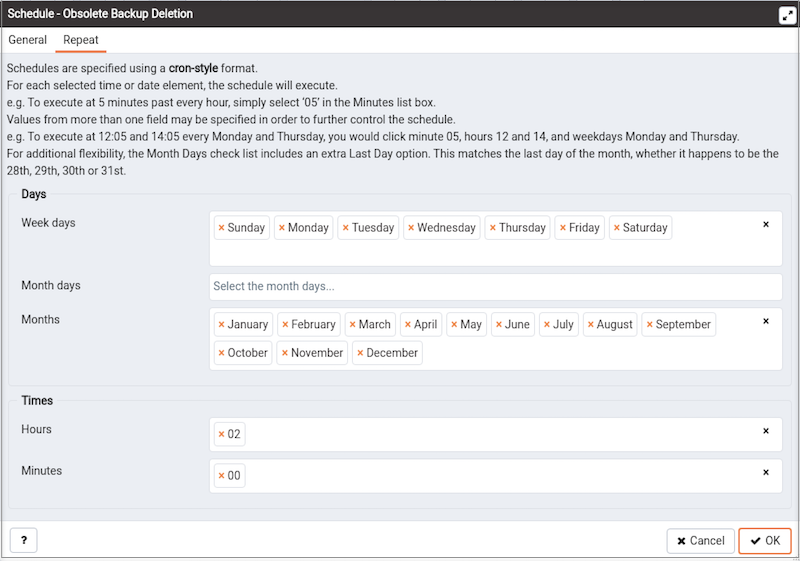 Schedule - Obsolete Backup Deletion
General Repeat
Schedules are specified using a cron-style format.
For each selected time or date element, the schedule will execute.
e.g. To execute at 5 minutes past every hour, simply select ‘05’ in the Minutes list box.
Values from more than one field may be specified in order to further control the schedule.
e.g. To execute at 12:05 and 14:05 every Monday and Thursday, you would click minute 05, hours 12 and 14, and weekdays Monday and Thursday.
For additional flexibility, the Month Days check list includes an extra Last Day option. This matches the last day of the month, whether it happens to be the
28th, 29th, 30th or 31st.
Days
Week days × Sunday × Monday × Tuesday × Wednesday × Thursday × Friday × Saturday ×
Month days Select the month days...
Months × January × February × March × April × May × June × July × August × September ×
× October × November × December
Times
Hours × 02 ×
Minutes × 00 ×
? Cancel OK